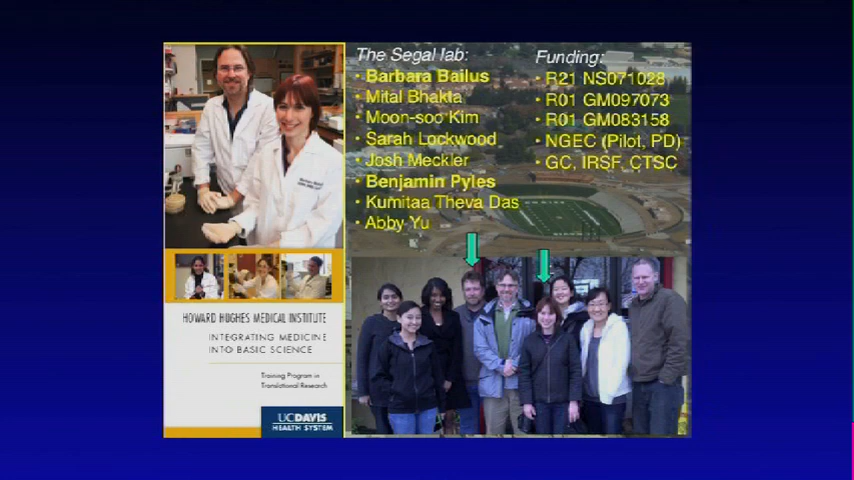 The Segal lab:
• Barbara Bailus
• Mital Bhakta
• Moon-soo Kim
• Sarah Lockwood
• Josh Meckler
• Benjamin Pyles
• Kumitaa Theva Das
• Abby Yu
Funding:
• R21 NS071028
• R01 GM097073
• R01 GM083158
• NGEC (Pilot, PD)
• GC, IRSF, CTSC
HOWARD HUGHES MEDICAL INSTITUTE
INTEGRATING MEDICINE
INTO BASIC SCIENCE
Training Program in
Translational Research
UCDAVIS
HEALTH SYSTEM